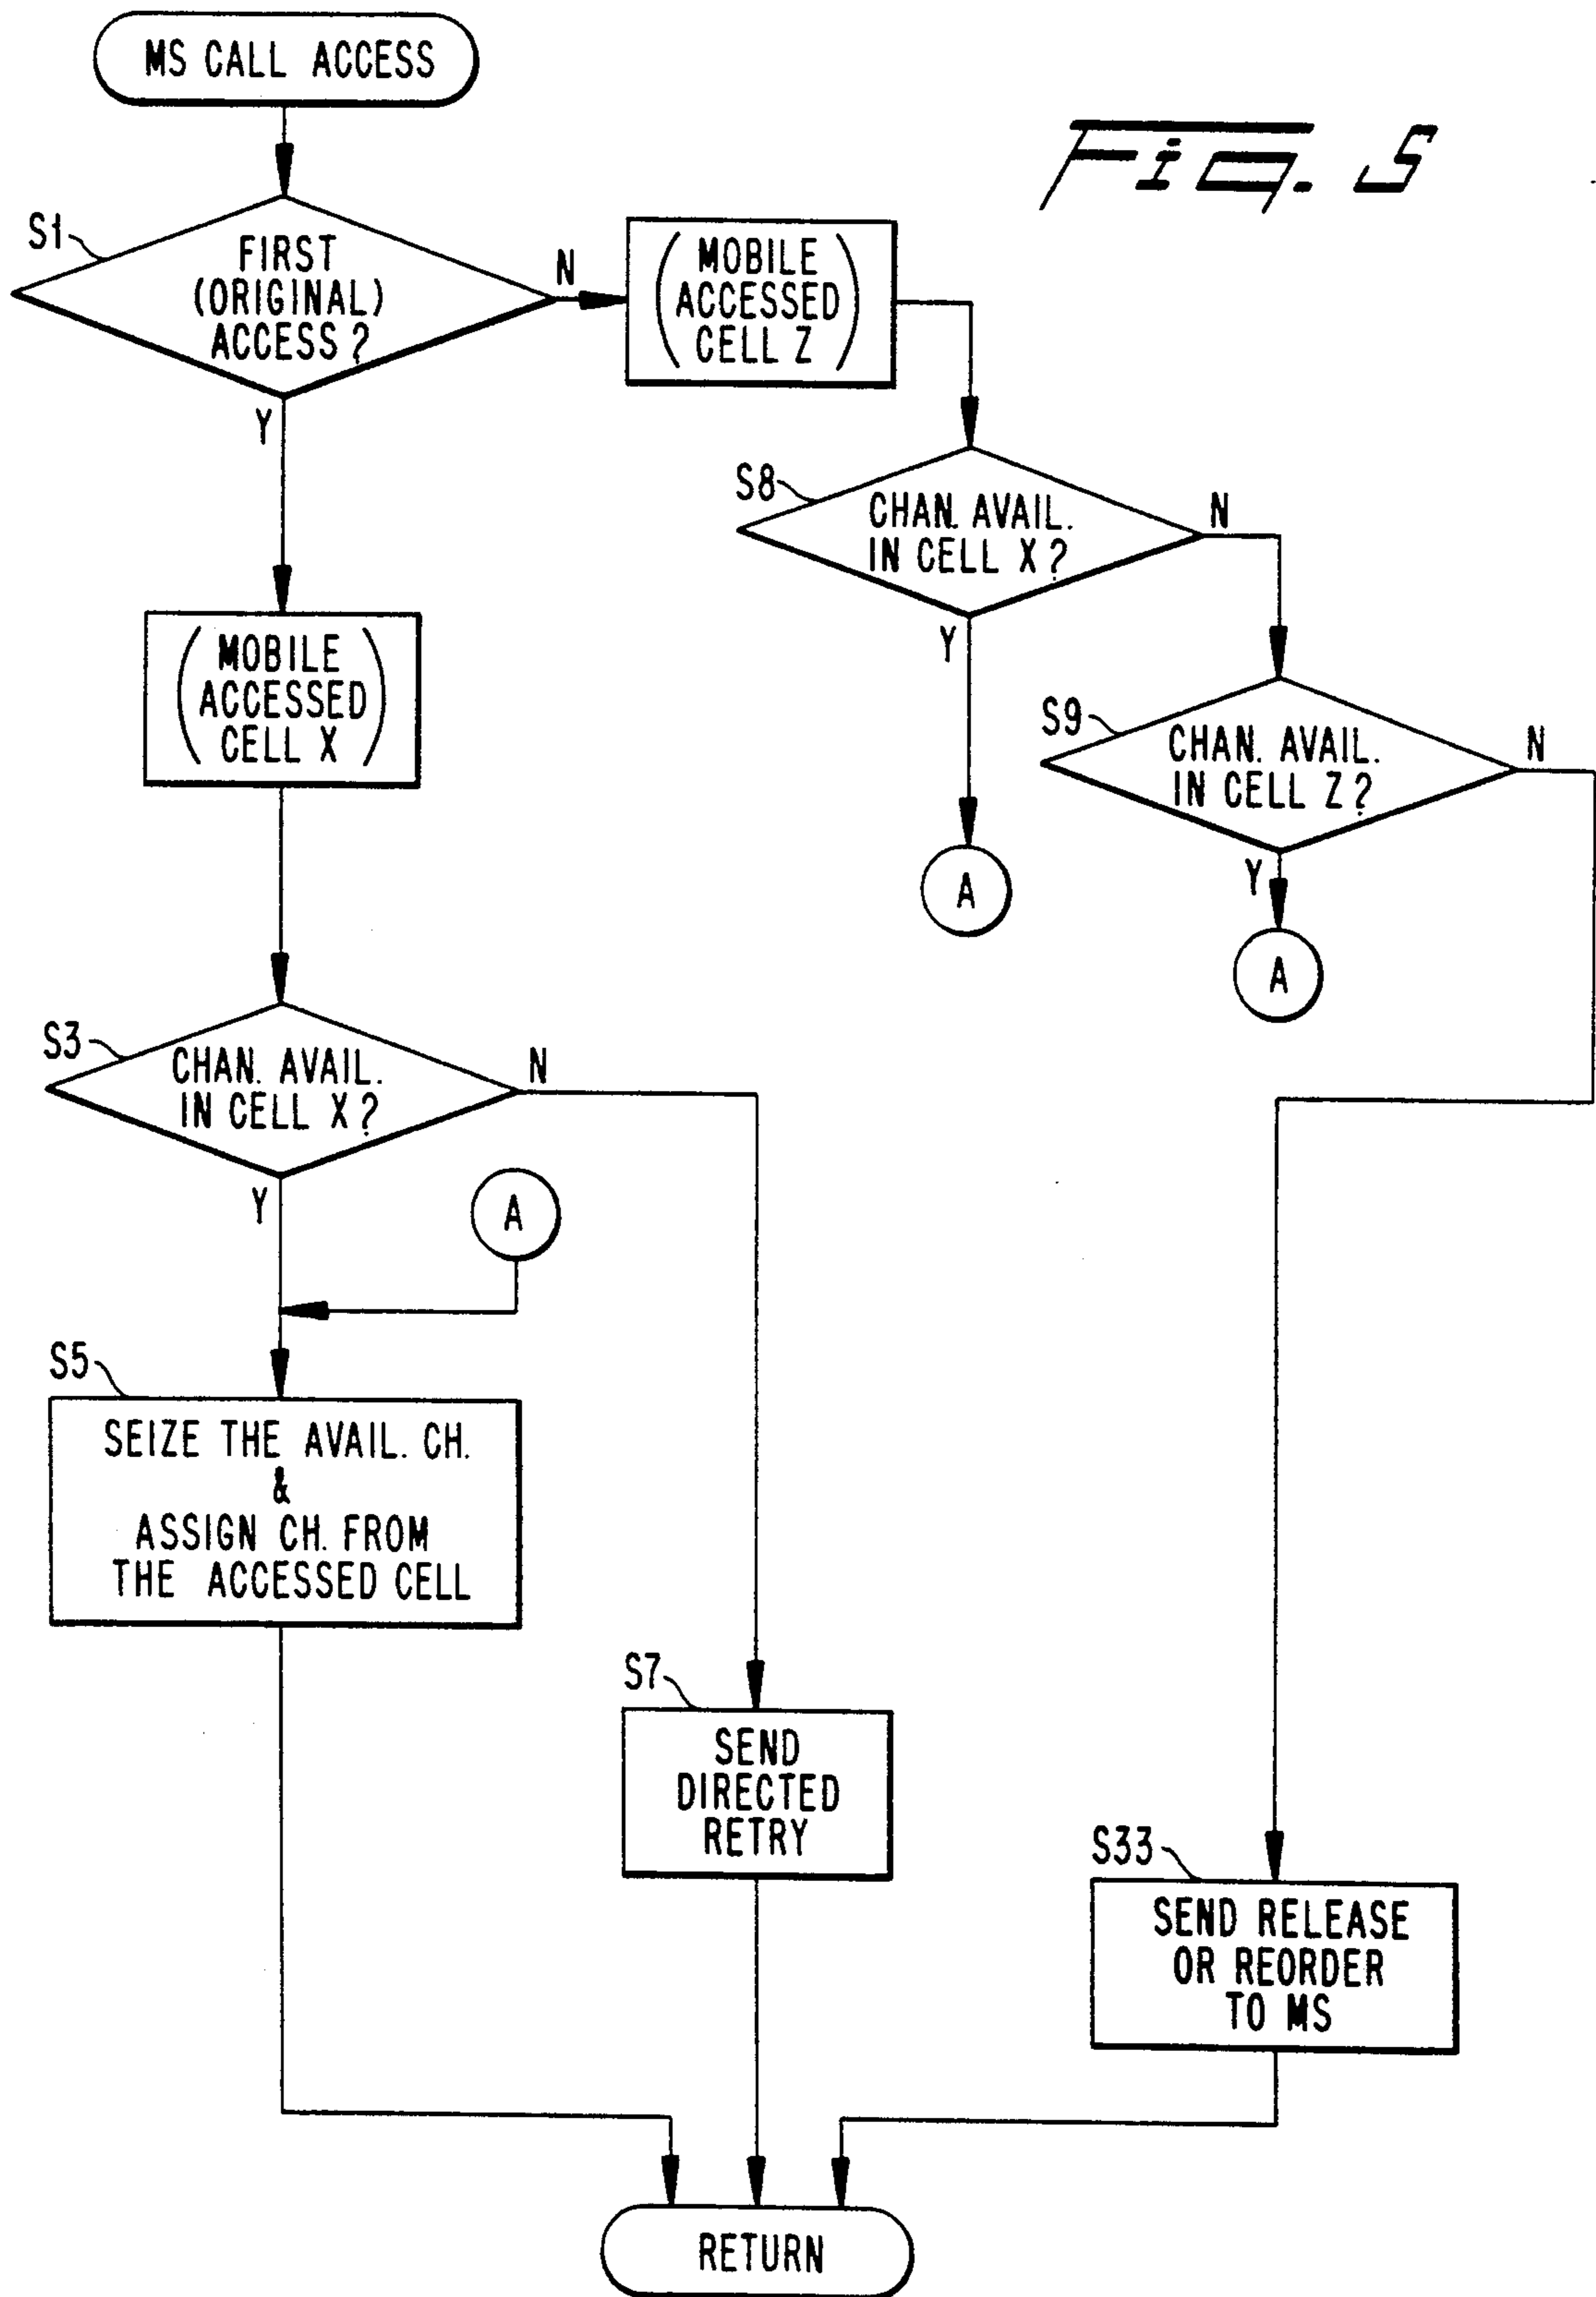 MS CALL ACCESS
Fig. 5
S1
FIRST
(ORIGINAL)
ACCESS?
N
Y
(MOBILE
ACCESSED
CELL Z)
S8
CHAN. AVAIL.
IN CELL X?
N
Y
(MOBILE
ACCESSED
CELL X)
S9
CHAN. AVAIL.
IN CELL Z?
N
Y
A
A
S3
CHAN. AVAIL.
IN CELL X?
N
Y
A
S5
SEIZE THE AVAIL. CH.
&
ASSIGN CH. FROM
THE ACCESSED CELL
S7
SEND
DIRECTED
RETRY
S33
SEND RELEASE
OR REORDER
TO MS
RETURN